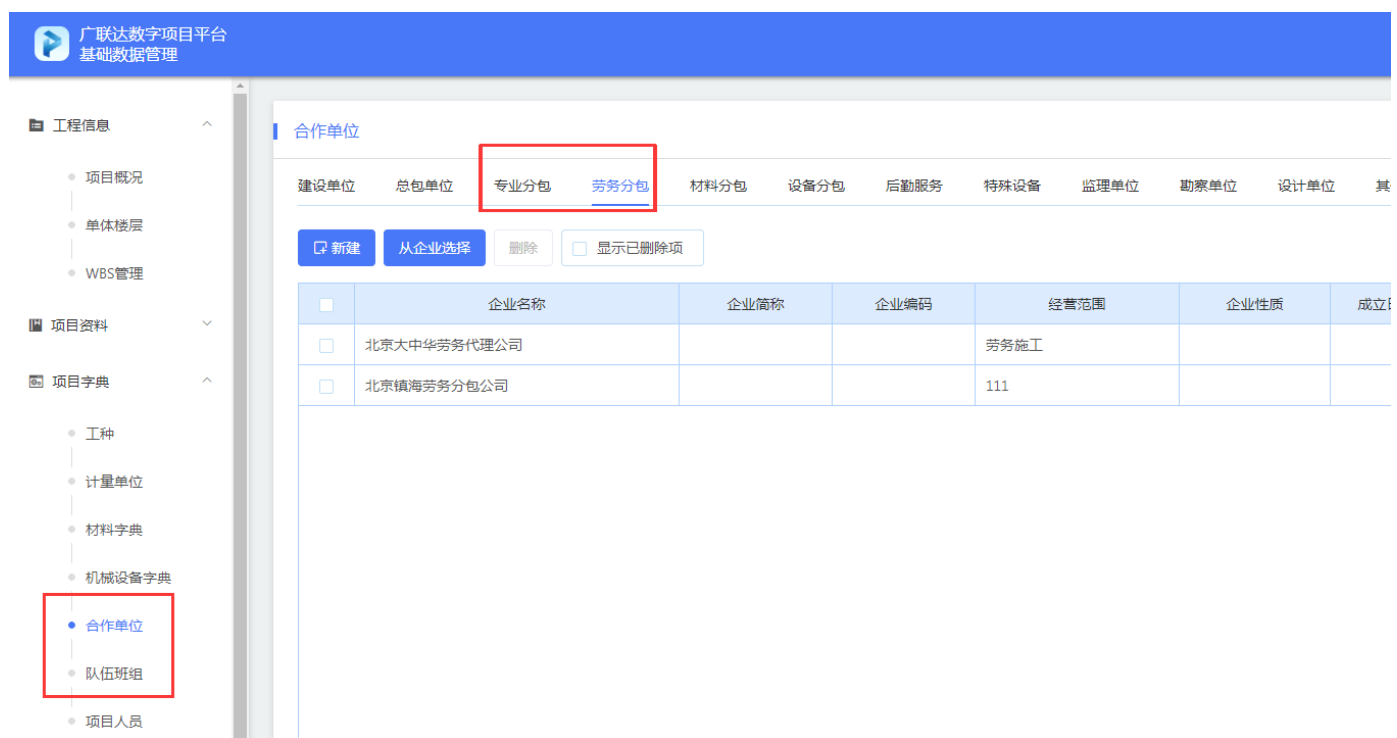 广联达数字项目平台
基础数据管理
工程信息
项目概况
单体楼层
WBS管理
项目资料
项目字典
工种
计量单位
材料字典
机械设备字典
合作单位
队伍班组
项目人员
合作单位
建设单位 总包单位 专业分包 劳务分包 材料分包 设备分包 后勤服务 特殊设备 监理单位 勘察单位 设计单位 其
新建 从企业选择 删除 显示已删除项
企业名称 企业简称 企业编码 经营范围 企业性质 成立
北京大中华劳务代理公司 劳务施工
北京镇海劳务分包公司 111